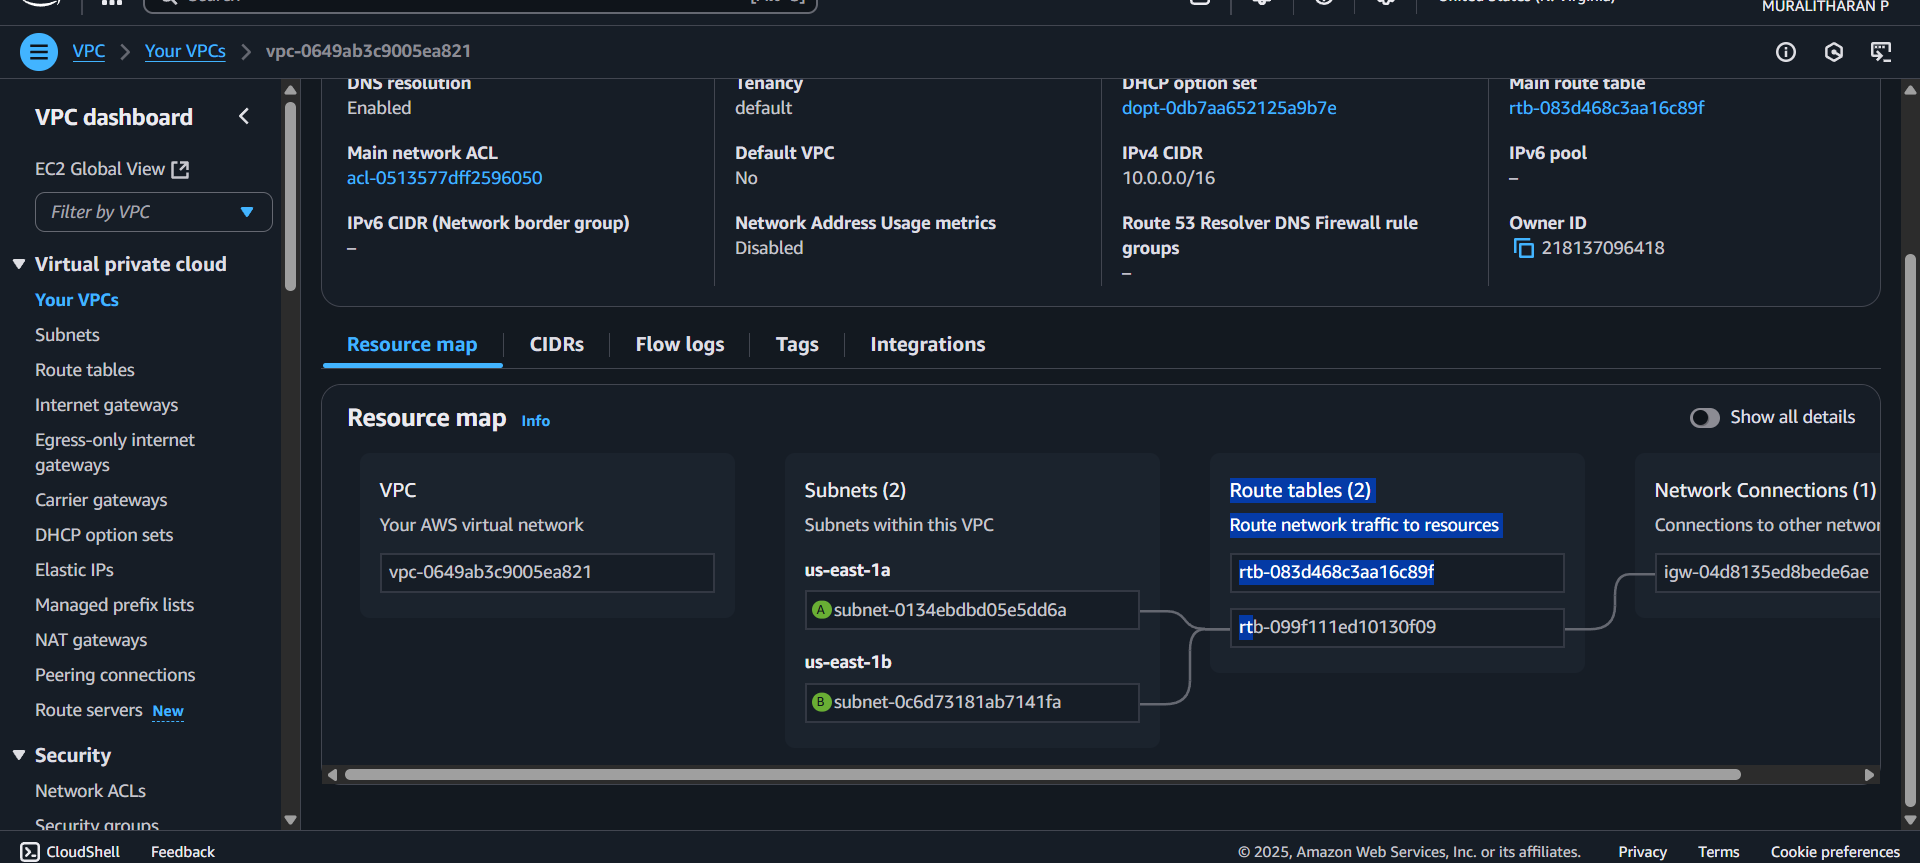 MURALITHARAN P
VPC
Your VPCs
vpc-0649ab3c9005ea821
VPC dashboard
EC2 Global View
Filter by VPC
Virtual private cloud
Your VPCs
Subnets
Route tables
Internet gateways
Egress-only internet
gateways
Carrier gateways
DHCP option sets
Elastic IPs
Managed prefix lists
NAT gateways
Peering connections
Route servers New
Security
Network ACLs
Security groups
DNS resolution
Enabled
Tenancy
default
DHCP option set
dopt-0db7aa652125a9b7e
Main route table
rtb-083d468c3aa16c89f
Main network ACL
acl-0513577dff2596050
Default VPC
No
IPv4 CIDR
10.0.0.0/16
IPv6 pool
–
IPv6 CIDR (Network border group)
–
Network Address Usage metrics
Disabled
Route 53 Resolver DNS Firewall rule
groups
–
Owner ID
218137096418
Resource map
CIDRs
Flow logs
Tags
Integrations
Resource map Info
Show all details
VPC
Your AWS virtual network
vpc-0649ab3c9005ea821
Subnets (2)
Subnets within this VPC
us-east-1a
A subnet-0134ebdbd05e5dd6a
us-east-1b
B subnet-0c6d73181ab7141fa
Route tables (2)
Route network traffic to resources
rtb-083d468c3aa16c89f
rtb-099f111ed10130f09
Network Connections (1)
Connections to other
igw-04d8135ed8bede6ae
CloudShell
Feedback
© 2025, Amazon Web Services, Inc. or its affiliates.
Privacy
Terms
Cookie preferences